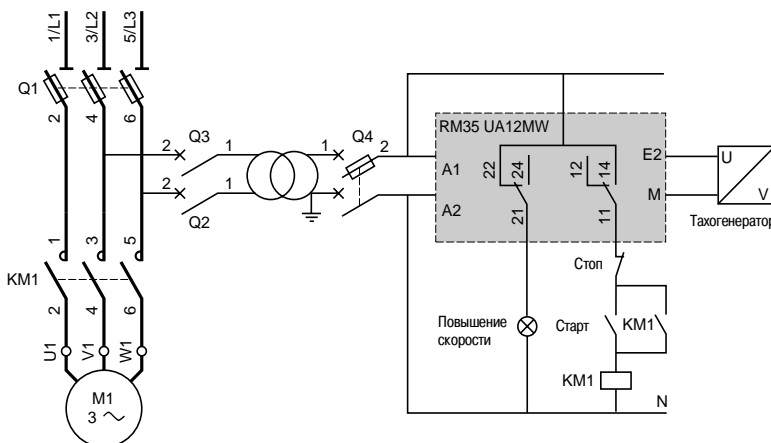 1/L1 3/L2 5/L3
Q1
2 4 6
2 Q3 1
2 Q2 1
1 Q4 2
RM35 UA12MW
A1
A2
22 24 21
12 14 11
E2
M
U
V
Тахогенератор
1 3 5
KM1
2 4 6
U1 V1 W1
M1
3
Стоп
Повышение
скорости
Старт
KM1
KM1
N